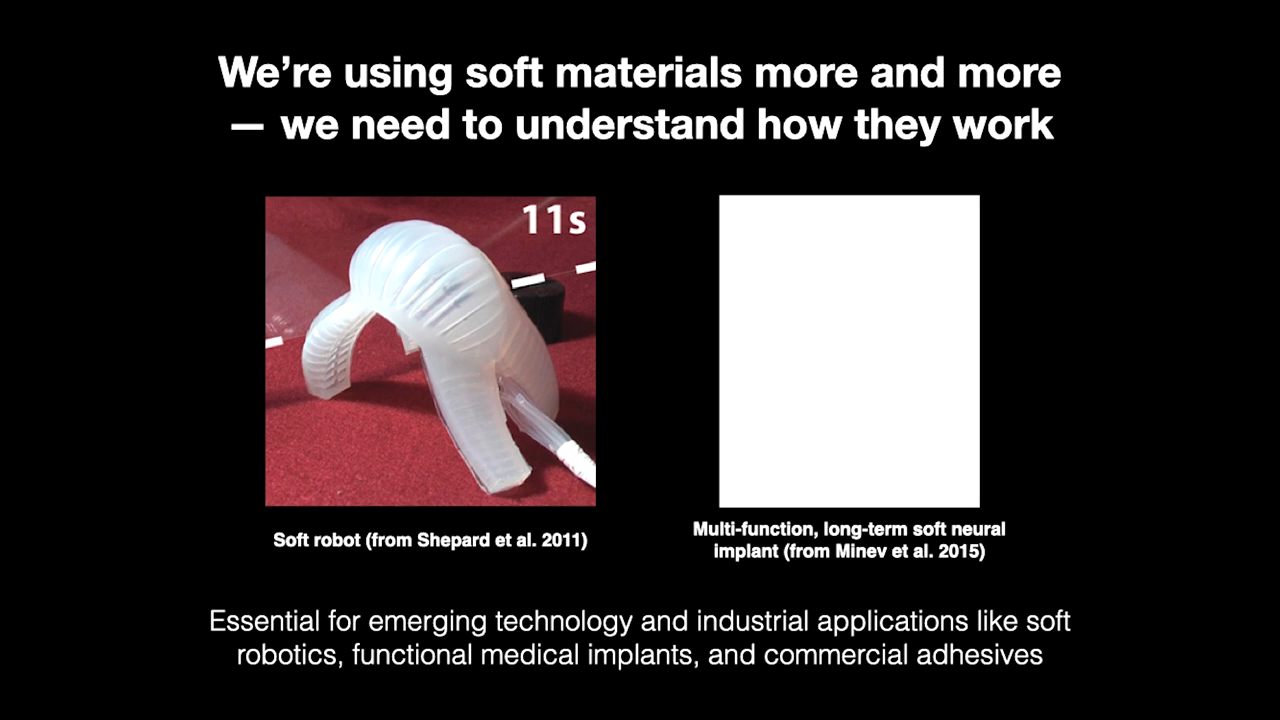 We’re using soft materials more and more
— we need to understand how they work
11s
Soft robot (from Shepard et al. 2011)
Multi-function, long-term soft neural
implant (from Minev et al. 2015)
Essential for emerging technology and industrial applications like soft
robotics, functional medical implants, and commercial adhesives